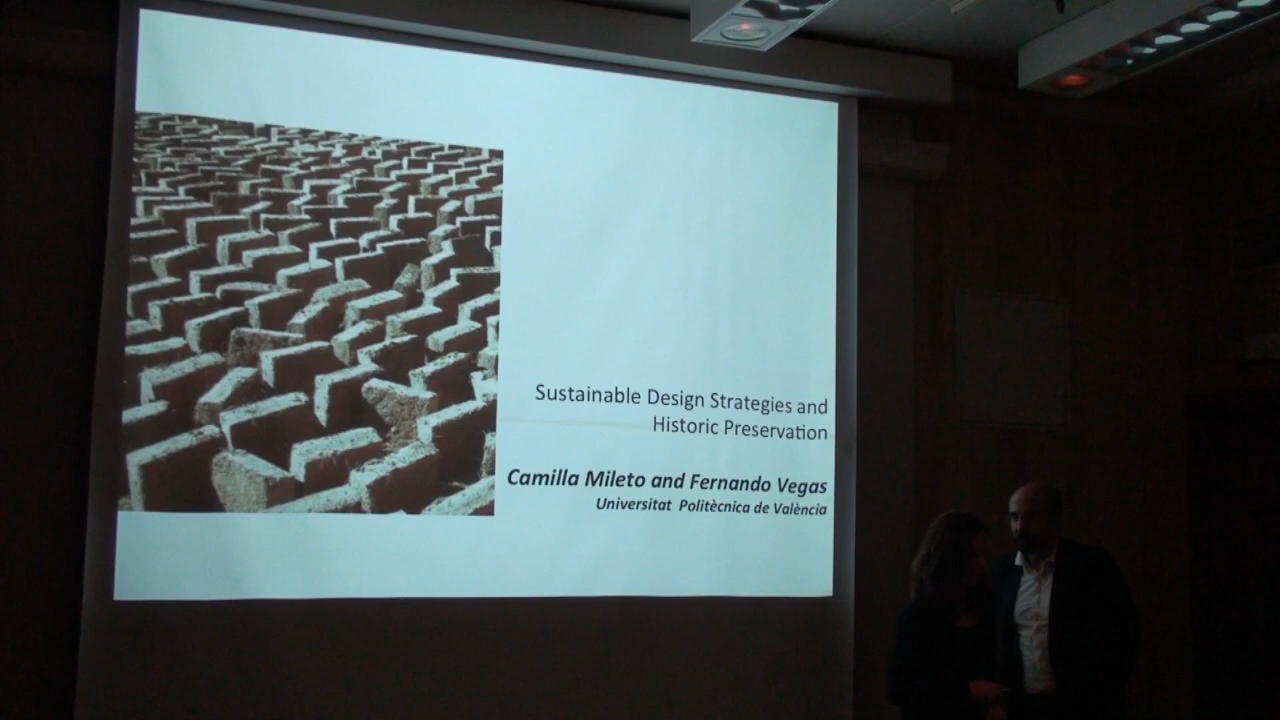 Sustainable Design Strategies and
Historic Preservation
Camilla Mileto and Fernando Vegas
Universitat Politècnica de València